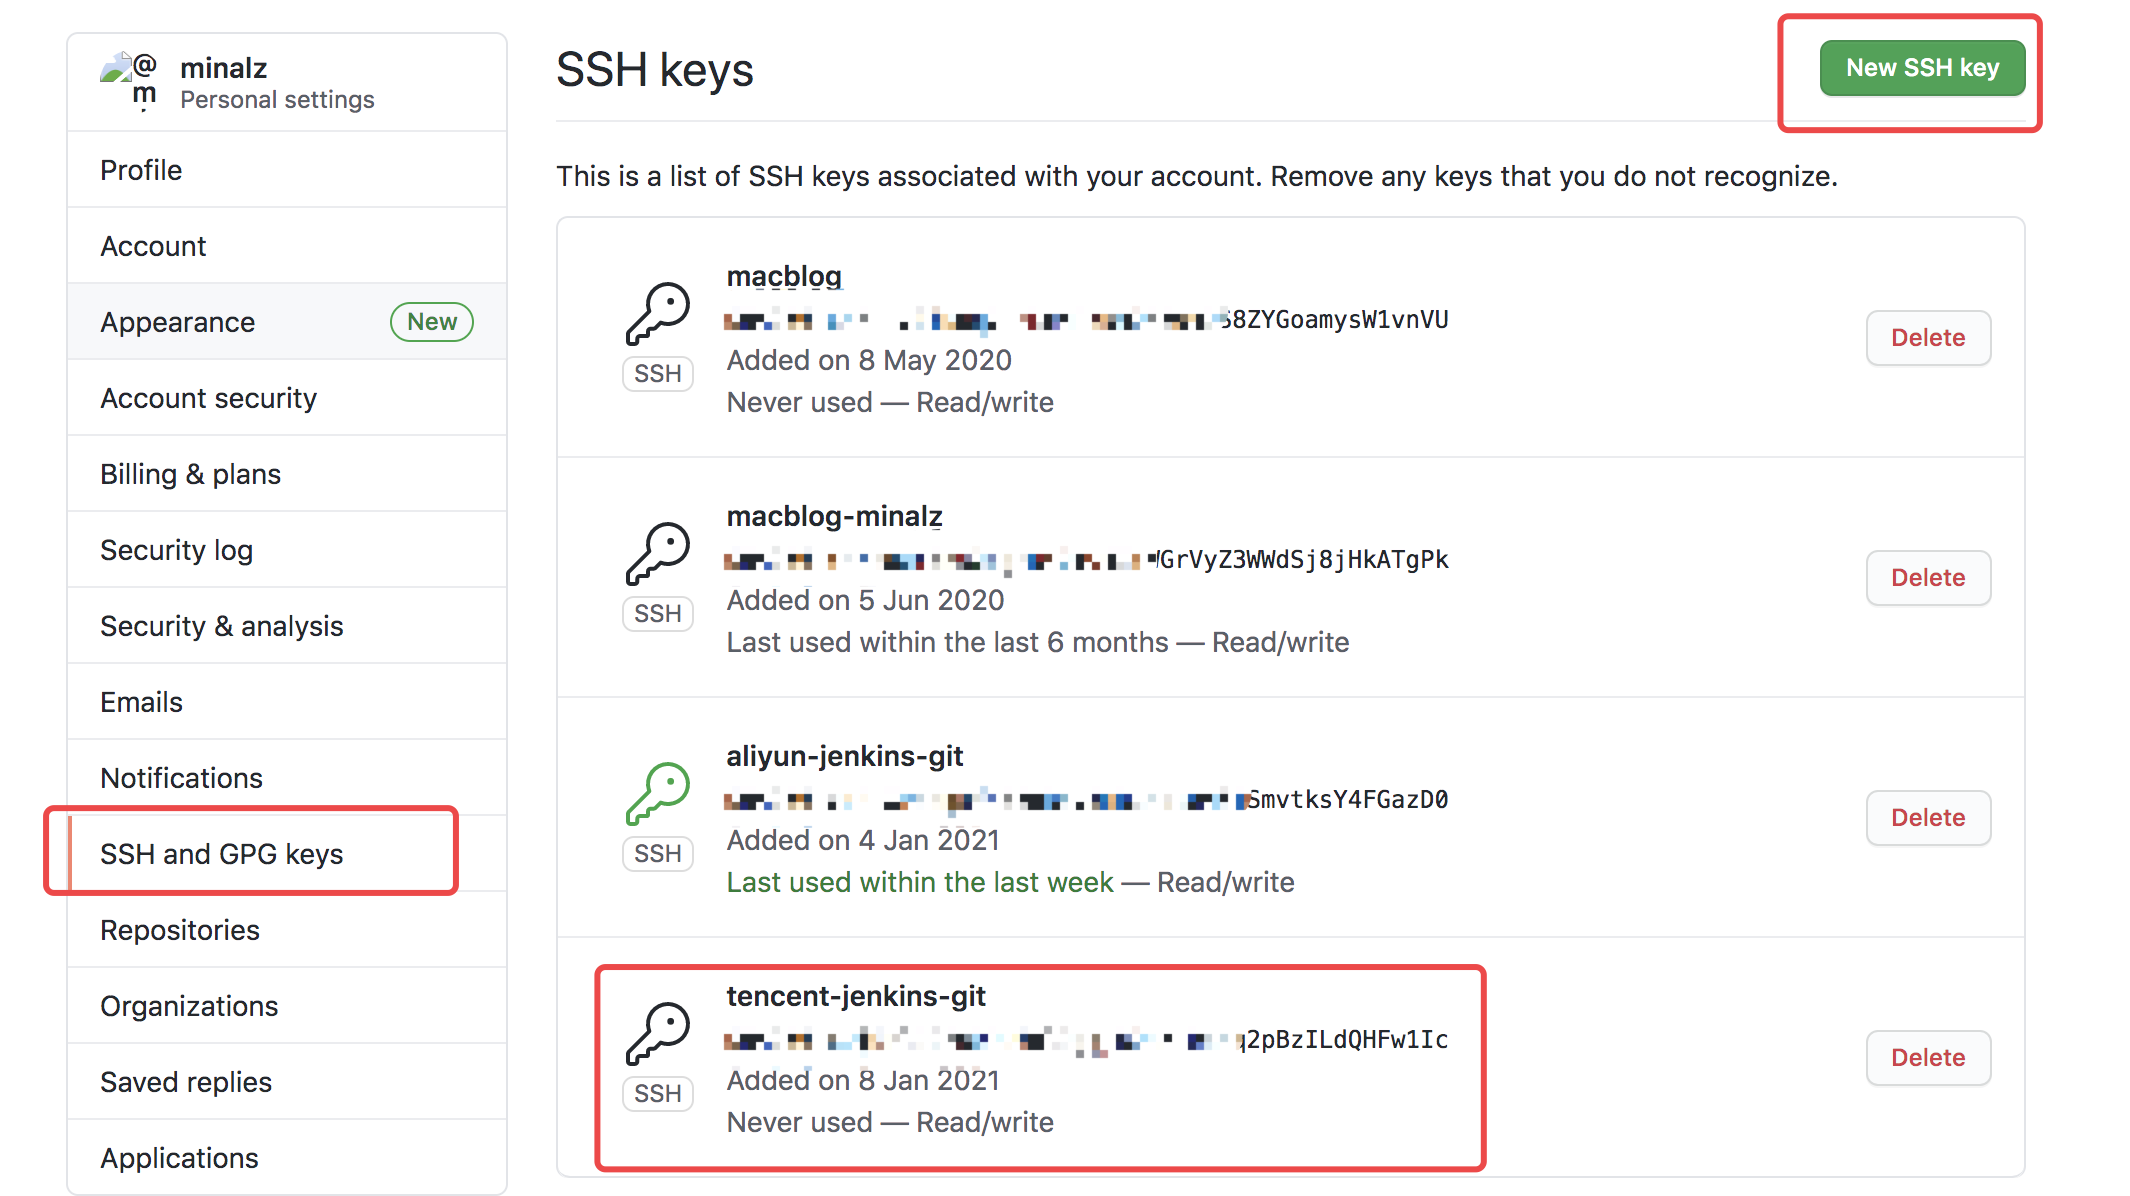 @
m
minalz
Personal settings
Profile
Account
Appearance New
Account security
Billing & plans
Security log
Security & analysis
Emails
Notifications
SSH and GPG keys
Repositories
Organizations
Saved replies
Applications
SSH keys
New SSH key
This is a list of SSH keys associated with your account. Remove any keys that you do not recognize.
macblog
8ZYGoamysW1vnVU
Added on 8 May 2020
Never used — Read/write
SSH
Delete
macblog-minalz
GrVyZ3WWdSj8jHkATgPk
Added on 5 Jun 2020
Last used within the last 6 months — Read/write
SSH
Delete
aliyun-jenkins-git
SmvtksY4FGazD0
Added on 4 Jan 2021
Last used within the last week — Read/write
SSH
Delete
tencent-jenkins-git
2pBzILdQHFw1Ic
Added on 8 Jan 2021
Never used — Read/write
SSH
Delete